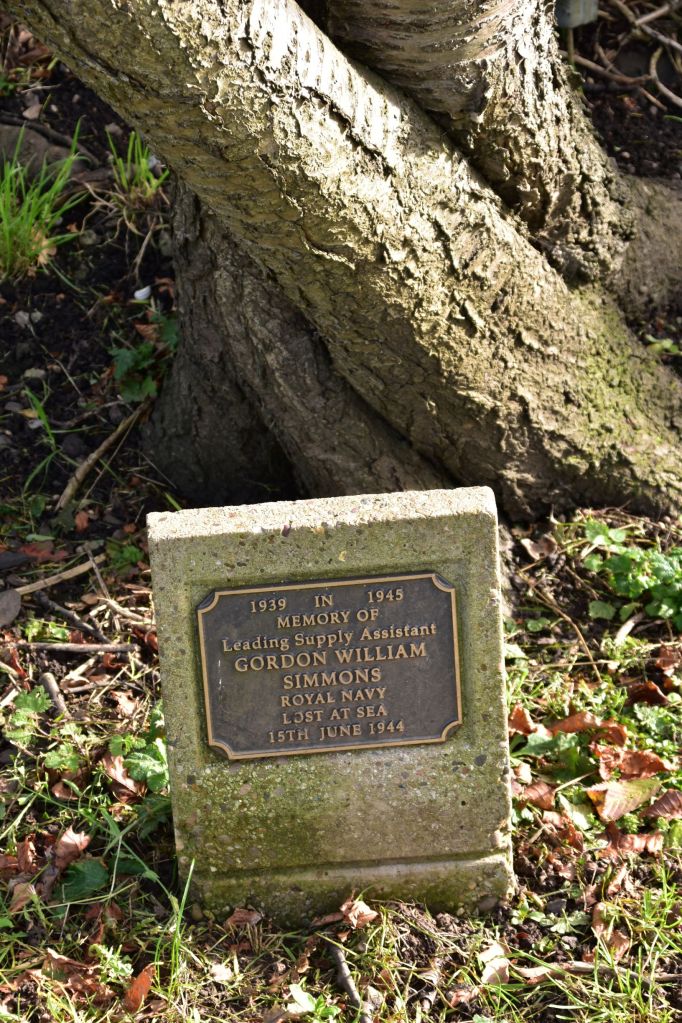 1939 IN 1945
MEMORY OF
Leading Supply Assistant
GORDON WILLIAM
SIMMONS
ROYAL NAVY
LOST AT SEA
15TH JUNE 1944